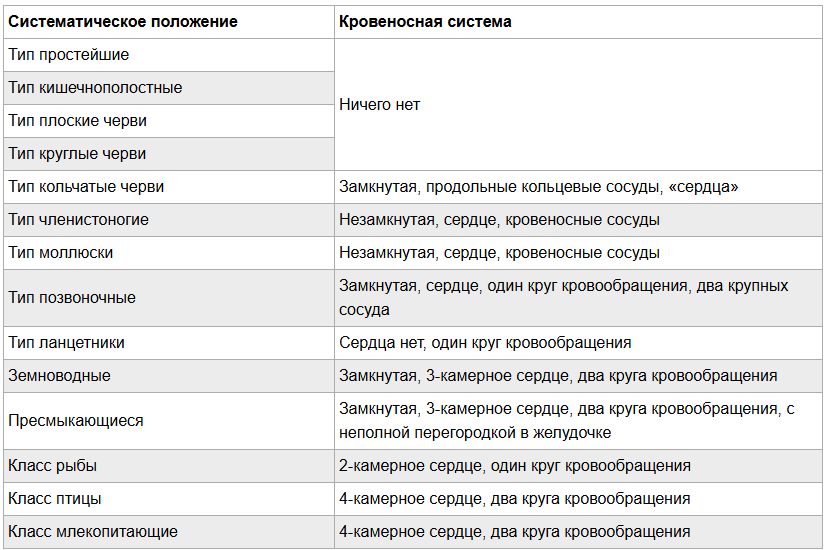 Систематическое положение
Кровеносная система
Тип простейшие
Тип кишечнополостные
Тип плоские черви
Тип круглые черви
Ничего нет
Тип кольчатые черви
Замкнутая, продольные кольцевые сосуды, «сердца»
Тип членистоногие
Незамкнутая, сердце, кровеносные сосуды
Тип моллюски
Незамкнутая, сердце, кровеносные сосуды
Тип позвоночные
Замкнутая, сердце, один круг кровообращения, два крупных
сосуда
Тип ланцетники
Сердца нет, один круг кровообращения
Земноводные
Замкнутая, 3-камерное сердце, два круга кровообращения
Пресмыкающиеся
Замкнутая, 3-камерное сердце, два круга кровообращения, с
неполной перегородкой в желудочке
Класс рыбы
2-камерное сердце, один круг кровообращения
Класс птицы
4-камерное сердце, два круга кровообращения
Класс млекопитающие
4-камерное сердце, два круга кровообращения